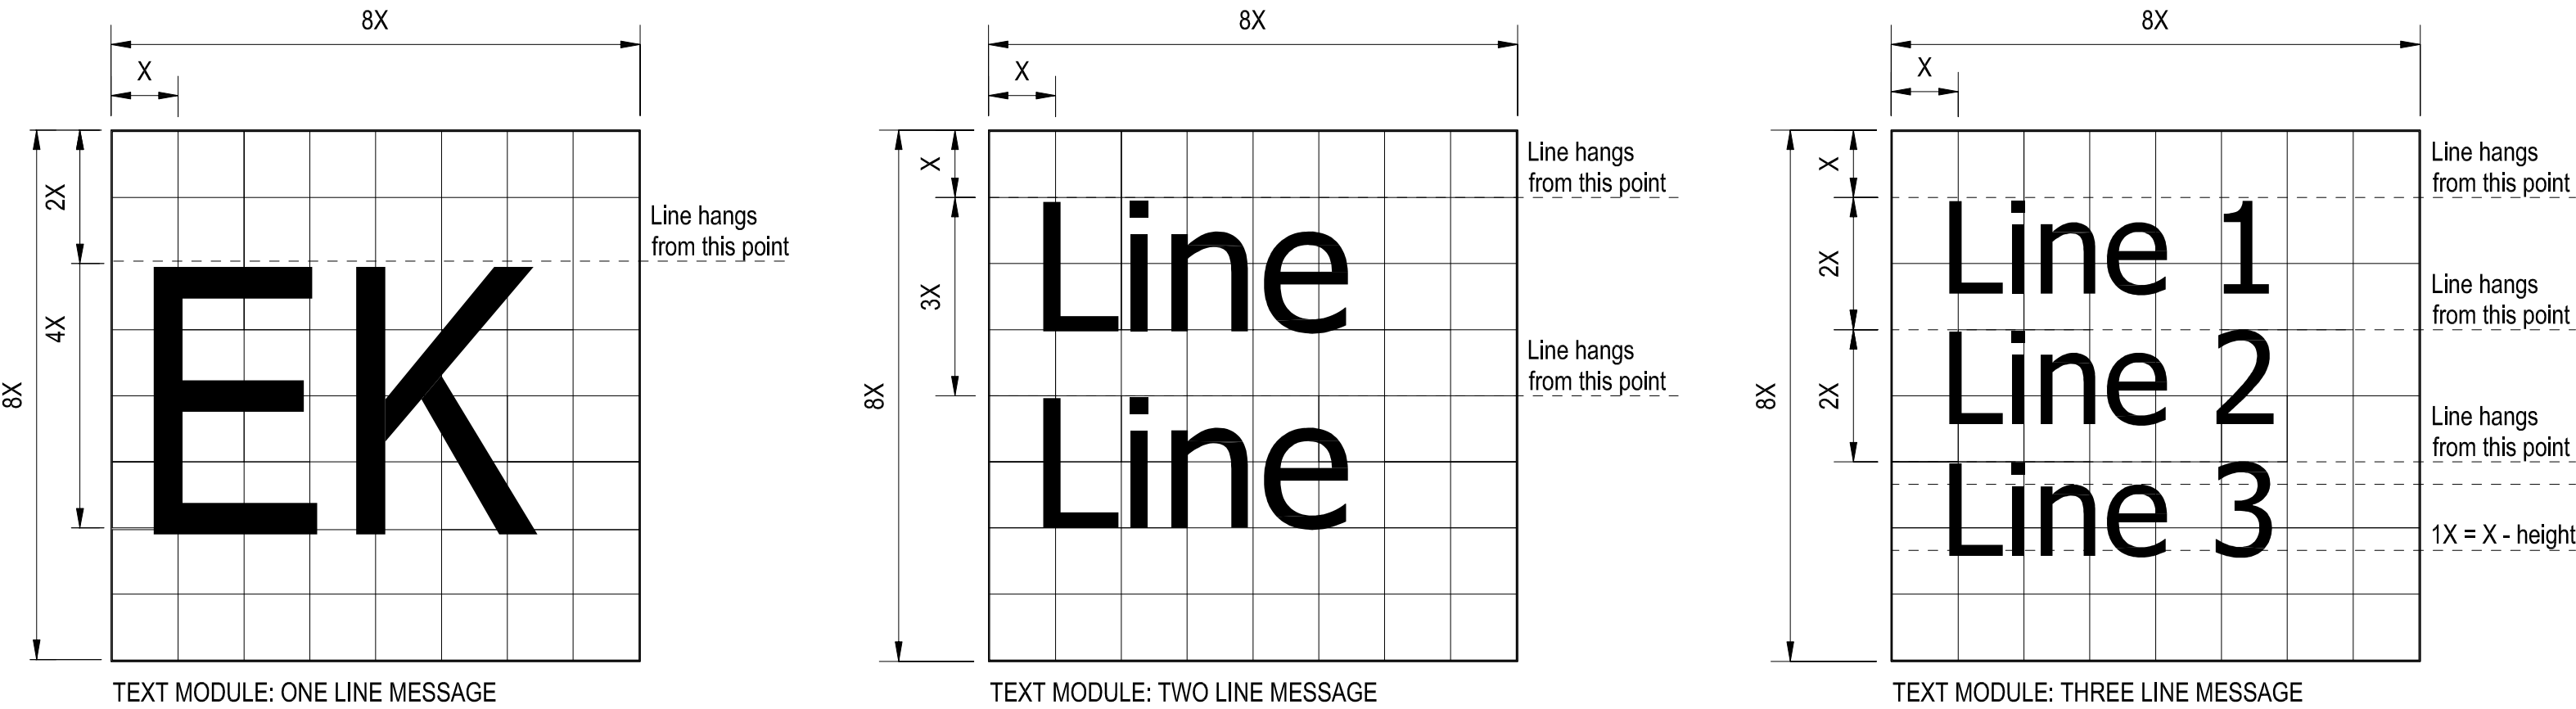 8X
X
2X
4X
8X
Line hangs
from this point
EK
TEXT MODULE: ONE LINE MESSAGE
8X
X
X
3X
8X
Line hangs
from this point
Line hangs
from this point
Line
Line
TEXT MODULE: TWO LINE MESSAGE
8X
X
X
2X
2X
8X
Line hangs
from this point
Line hangs
from this point
Line hangs
from this point
1X = X - height
Line 1
Line 2
Line 3
TEXT MODULE: THREE LINE MESSAGE